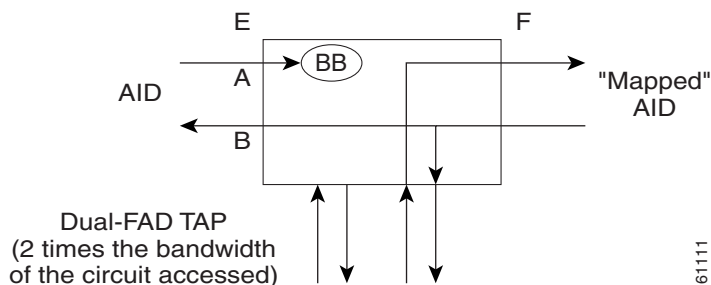 E
F
BB
A
AID
"Mapped"
AID
B
Dual-FAD TAP
(2 times the bandwidth
of the circuit accessed)
61111